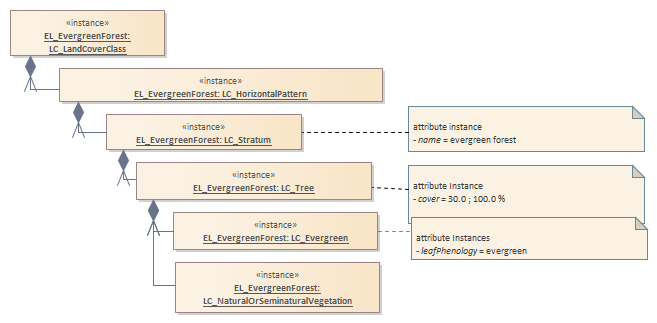 «instance»
EL_EvergreenForest:
LC_LandCoverClass
«instance»
EL_EvergreenForest: LC_HorizontalPattern
«instance»
EL_EvergreenForest: LC_Stratum
attribute instance
- name = evergreen forest
«instance»
EL_EvergreenForest: LC_Tree
attribute Instance
- cover = 30.0 ; 100.0 %
«instance»
EL_EvergreenForest: LC_Evergreen
attribute Instances
- leafPhenology = evergreen
«instance»
EL_EvergreenForest:
LC_NaturalOrSeminaturalVegetation